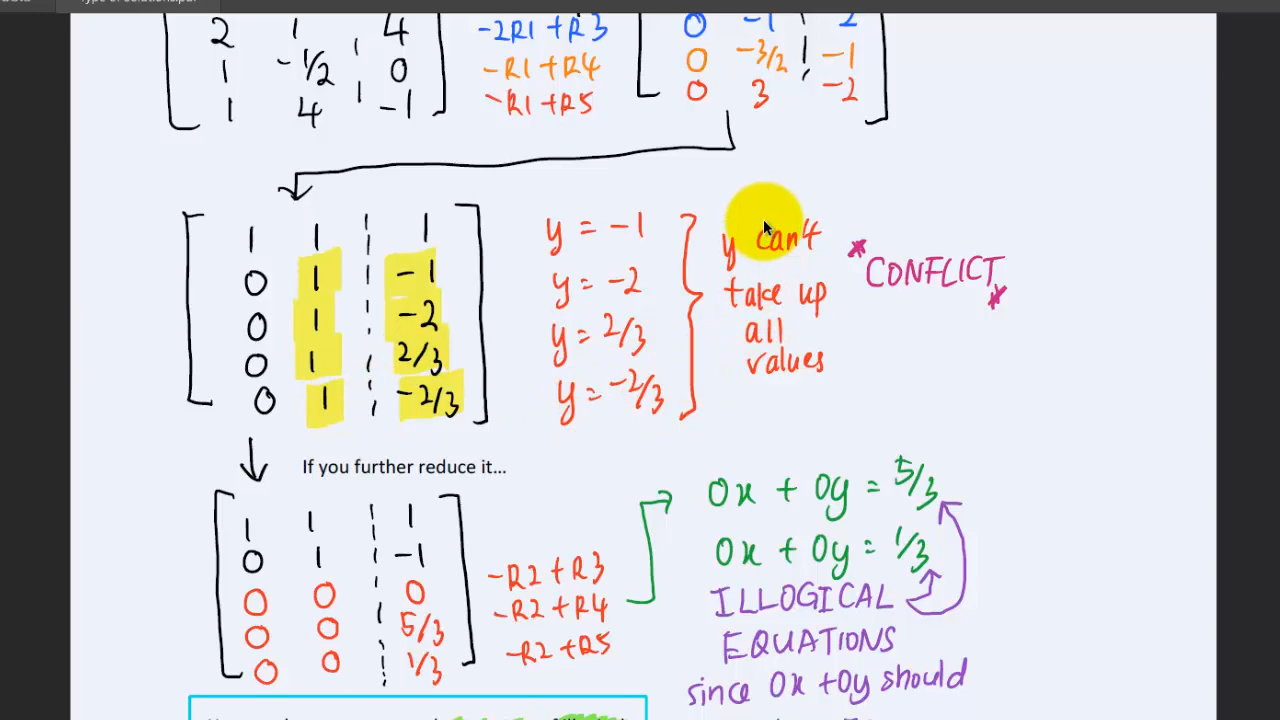 Type of solutions.pdf
2 1 4 -2R1 + R3 0 -1 2
1 -1/2 0 -R1 + R4 0 -3/2 -1
1 4 -1 -R1 + R5 0 3 -2
1 1 1 y = -1 y can't
0 1 -1 y = -2 take up *CONFLICT*
0 1 -2 y = 2/3 all
0 1 2/3 y = -2/3 values
0 1 -2/3
If you further reduce it...
1 1 1 0x + 0y = 5/3
0 1 -1 0x + 0y = 1/3
0 0 0 -R2 + R3 ILLOGICAL
0 0 5/3 -R2 + R4 EQUATIONS
0 0 1/3 -R2 + R5 since 0x + 0y should